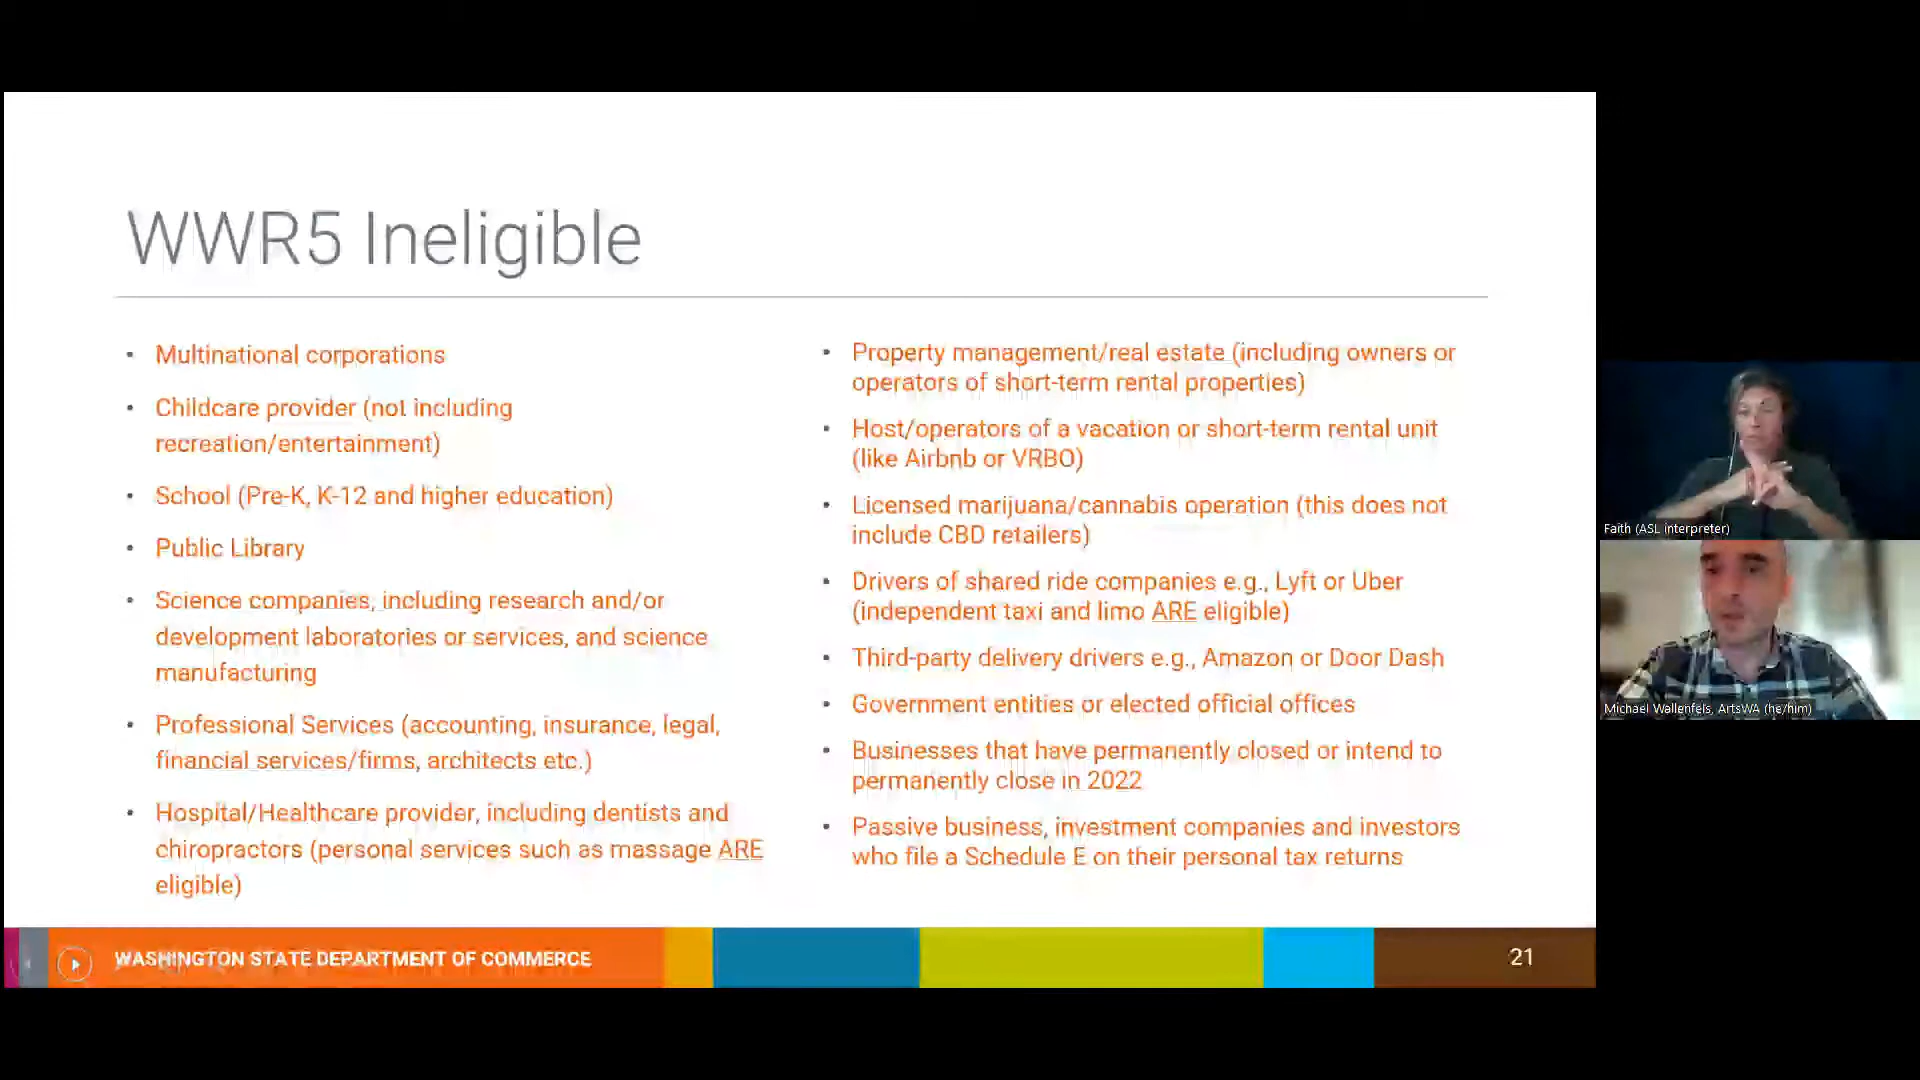 WWR5 Ineligible
Multinational corporations
Childcare provider (not including
recreation/entertainment)
School (Pre-K, K-12 and higher education)
Public Library
Science companies, including research and/or
development laboratories or services, and science
manufacturing
Professional Services (accounting, insurance, legal,
financial services/firms, architects etc.)
Hospital/Healthcare provider, including dentists and
chiropractors (personal services such as massage ARE
eligible)
Property management/real estate (including owners or
operators of short-term rental properties)
Host/operators of a vacation or short-term rental unit
(like Airbnb or VRBO)
Licensed marijuana/cannabis operation (this does not
include CBD retailers)
Drivers of shared ride companies e.g., Lyft or Uber
(independent taxi and limo ARE eligible)
Third-party delivery drivers e.g., Amazon or Door Dash
Government entities or elected official offices
Businesses that have permanently closed or intend to
permanently close in 2022
Passive business, investment companies and investors
who file a Schedule E on their personal tax returns
WASHINGTON STATE DEPARTMENT OF COMMERCE
21
Faith (ASL interpreter)
Michael Wallenfels, ArtsWA (he/him)